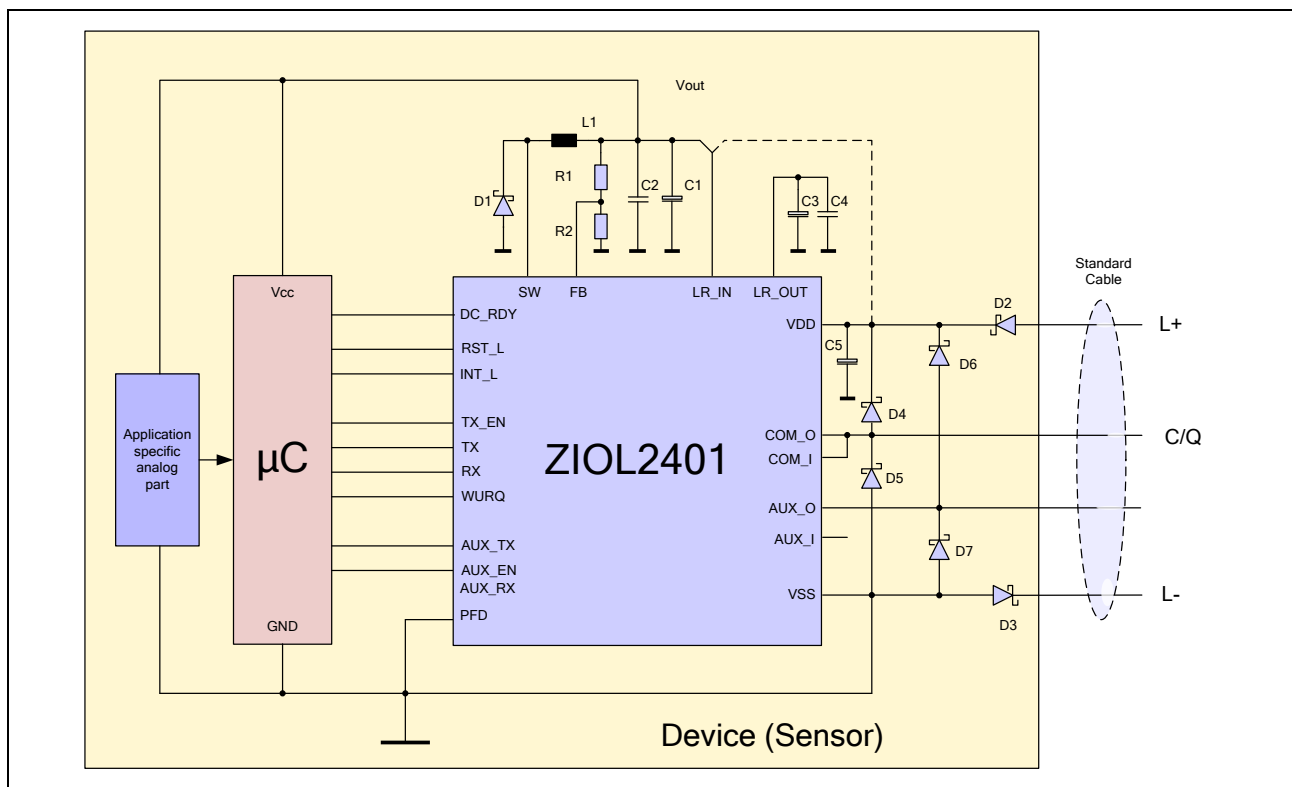 Vout
L1
R1
C2
C1
D1
R2
C3
C4
Standard
Cable
Vcc
SW
FB
LR_IN
LR_OUT
D2
DC_RDY
VDD
L+
RST_L
C5
D6
INT_L
D4
TX_EN
COM_O
C/Q
Application
specific
analog
part
µC
TX
ZIOL2401
COM_I
RX
D5
WURQ
AUX_O
AUX_TX
AUX_I
D7
AUX_EN
AUX_RX
VSS
L-
PFD
GND
D3
Device (Sensor)